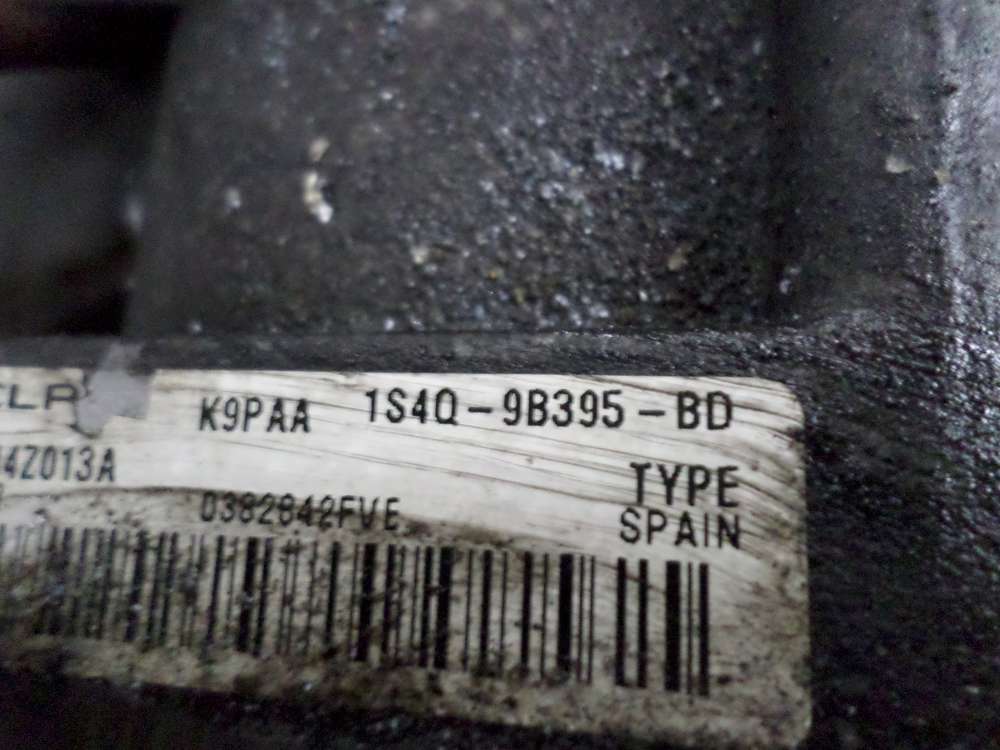 K9PAA 1S4Q-9B395-BD
4Z013A TYPE
0382842FVE SPAIN